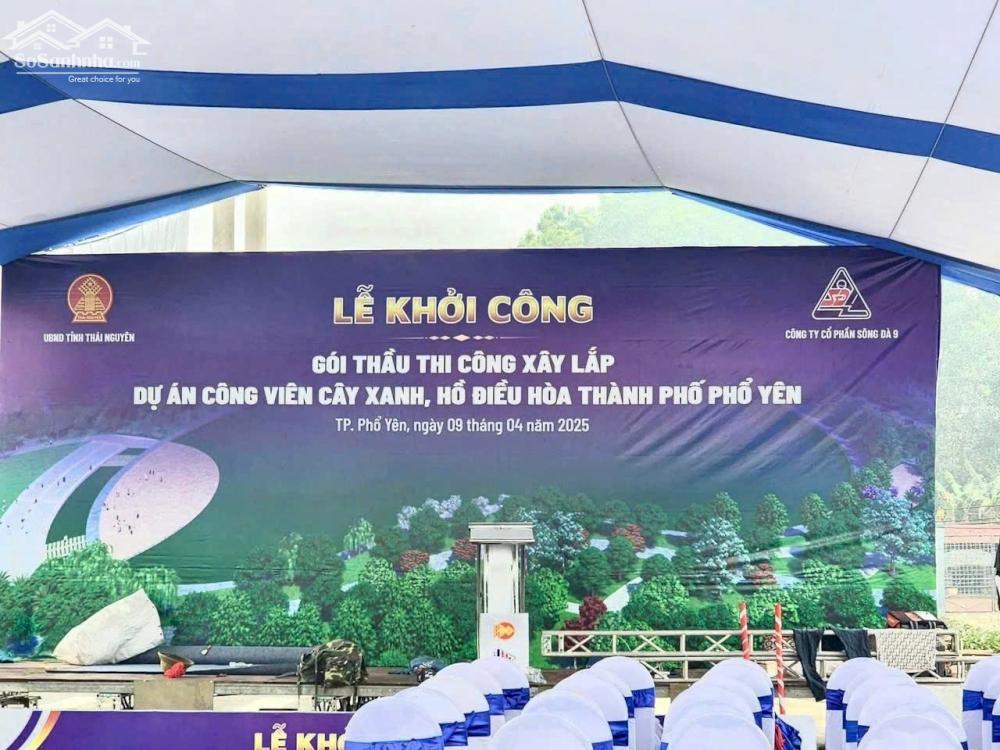 SoSanhnha.com
Great choice for you
UBND TỈNH THÁI NGUYÊN
CÔNG TY CỔ PHẦN SÔNG ĐÀ 9
LỄ KHỞI CÔNG
GÓI THẦU THI CÔNG XÂY LẮP
DỰ ÁN CÔNG VIÊN CÂY XANH, HỒ ĐIỀU HÒA THÀNH PHỐ PHỔ YÊN
TP. Phổ Yên, ngày 09 tháng 04 năm 2025
LỄ KHỞ